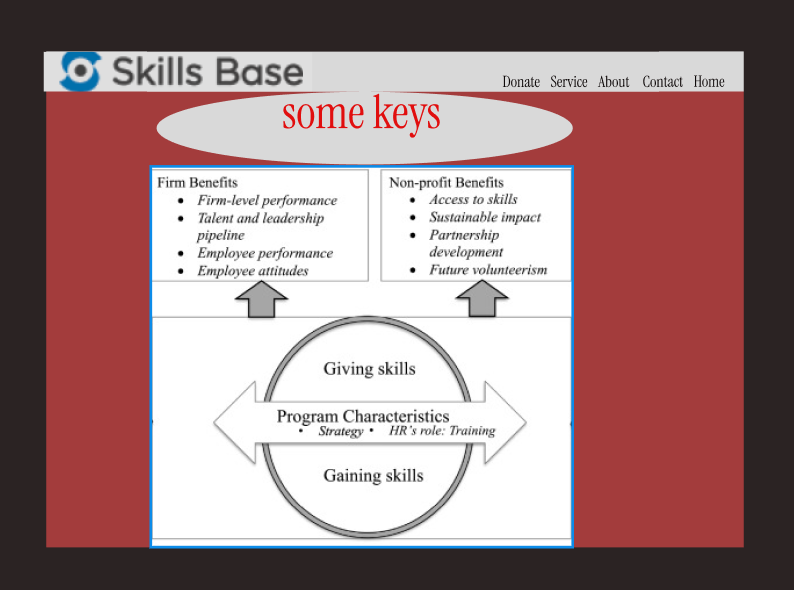 Skills Base
Donate Service About Contact Home
some keys
Firm Benefits
• Firm-level performance
• Talent and leadership
pipeline
• Employee performance
• Employee attitudes
Non-profit Benefits
• Access to skills
• Sustainable impact
• Partnership
development
• Future volunteerism
Giving skills
Program Characteristics
• Strategy • HR's role: Training
Gaining skills